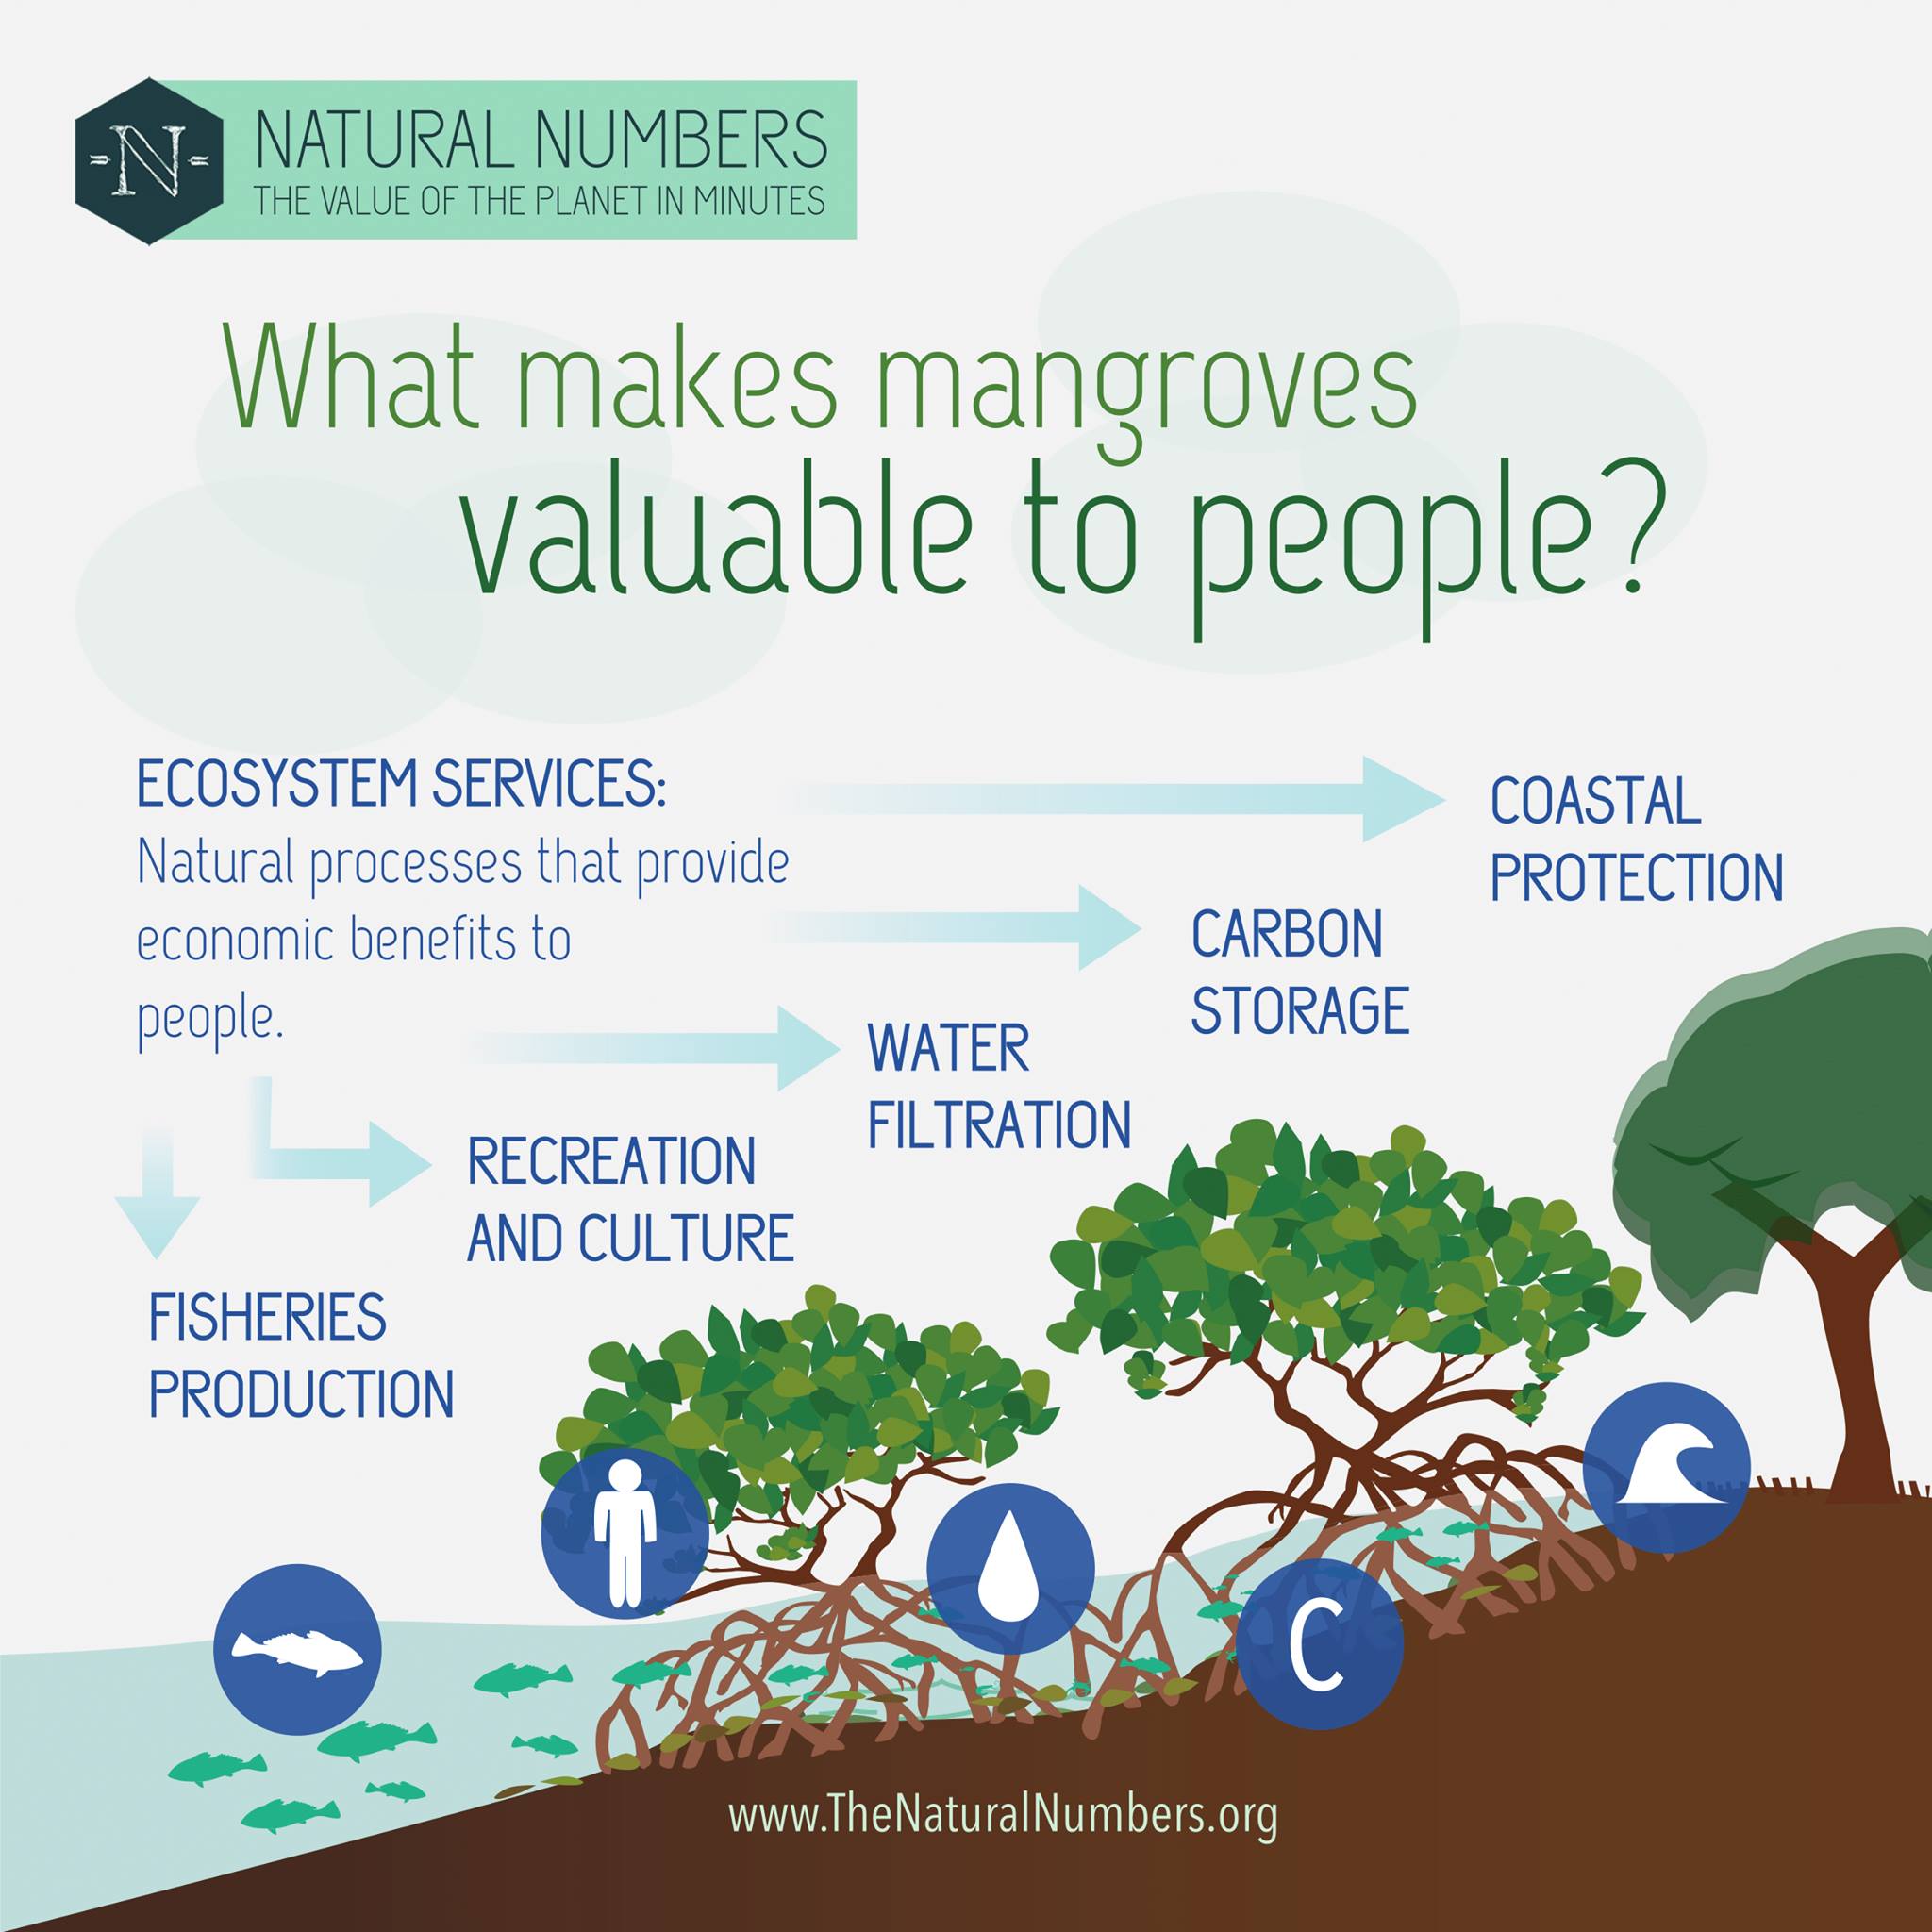 N
NATURAL NUMBERS
THE VALUE OF THE PLANET IN MINUTES
What makes mangroves
valuable to people?
ECOSYSTEM SERVICES:
Natural processes that provide
economic benefits to
people.
COASTAL
PROTECTION
CARBON
STORAGE
WATER
FILTRATION
RECREATION
AND CULTURE
FISHERIES
PRODUCTION
C
www.TheNaturalNumbers.org